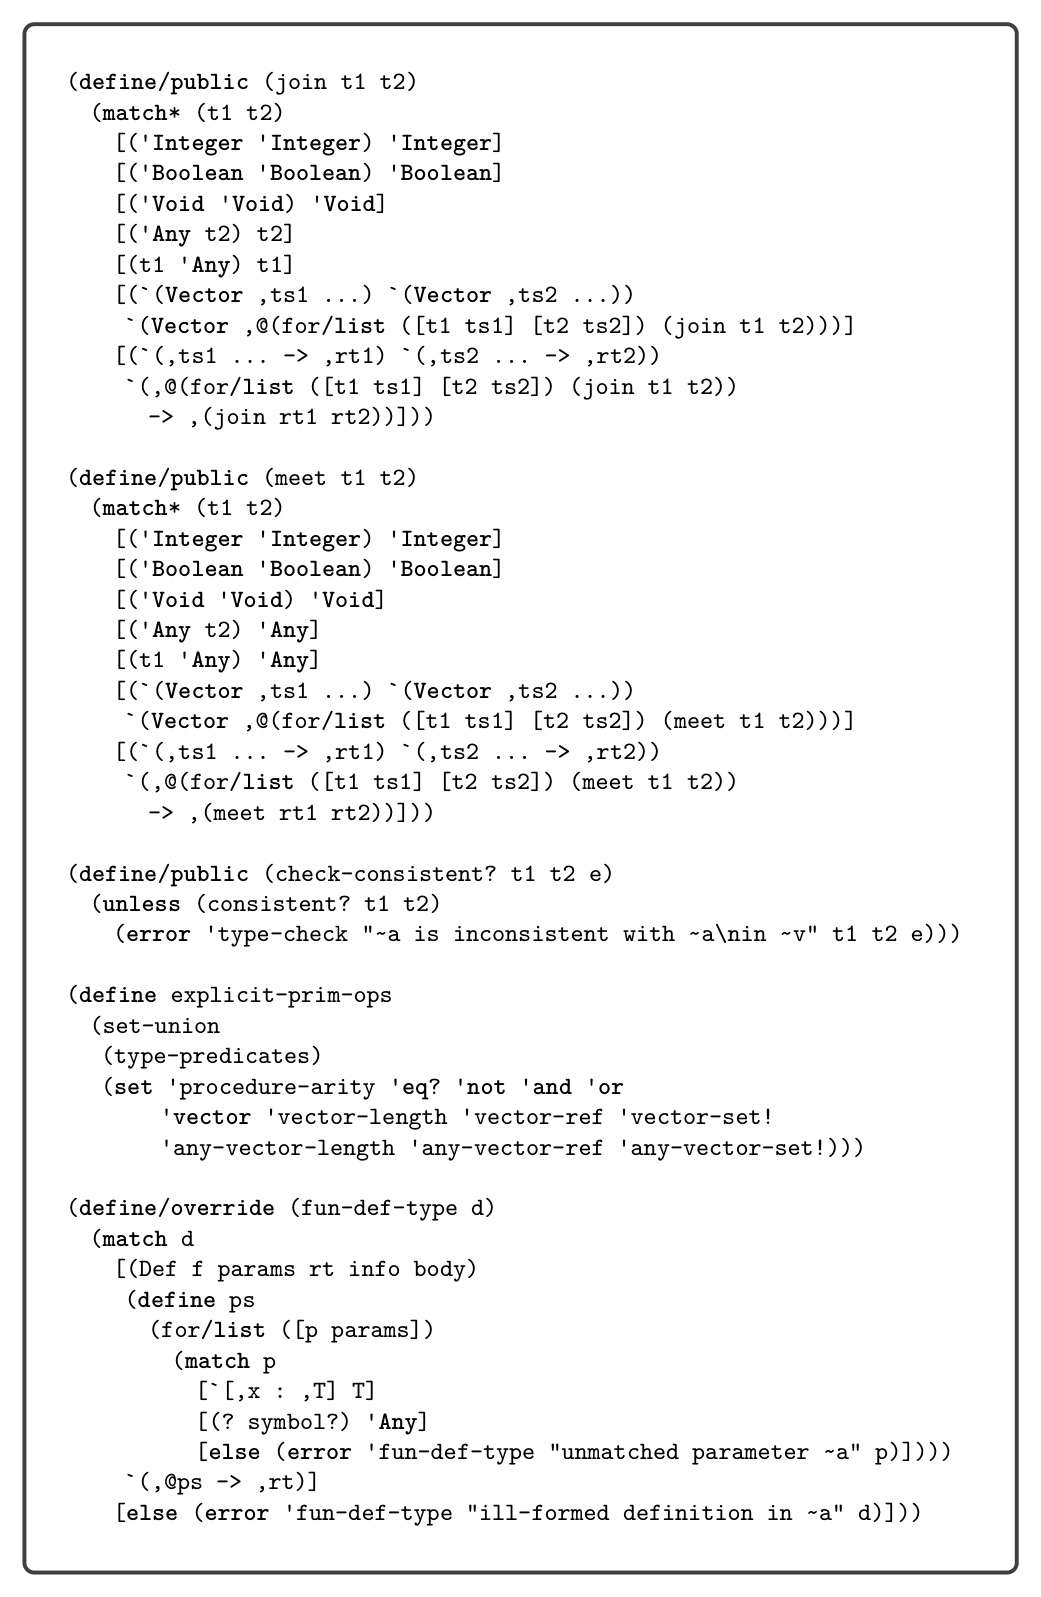 (define/public (join t1 t2)
  (match* (t1 t2)
    [('Integer 'Integer) 'Integer]
    [('Boolean 'Boolean) 'Boolean]
    [('Void 'Void) 'Void]
    [('Any t2) t2]
    [(t1 'Any) t1]
    [(`(Vector ,ts1 ...) `(Vector ,ts2 ...))
     `(Vector ,@(for/list ([t1 ts1] [t2 ts2]) (join t1 t2)))]
    [(`(,ts1 ... -> ,rt1) `(,ts2 ... -> ,rt2))
     `(,@(for/list ([t1 ts1] [t2 ts2]) (join t1 t2))
       -> ,(join rt1 rt2))]))

(define/public (meet t1 t2)
  (match* (t1 t2)
    [('Integer 'Integer) 'Integer]
    [('Boolean 'Boolean) 'Boolean]
    [('Void 'Void) 'Void]
    [('Any t2) 'Any]
    [(t1 'Any) 'Any]
    [(`(Vector ,ts1 ...) `(Vector ,ts2 ...))
     `(Vector ,@(for/list ([t1 ts1] [t2 ts2]) (meet t1 t2)))]
    [(`(,ts1 ... -> ,rt1) `(,ts2 ... -> ,rt2))
     `(,@(for/list ([t1 ts1] [t2 ts2]) (meet t1 t2))
       -> ,(meet rt1 rt2))]))

(define/public (check-consistent? t1 t2 e)
  (unless (consistent? t1 t2)
    (error 'type-check "~a is inconsistent with ~a\nin ~v" t1 t2 e)))

(define explicit-prim-ops
  (set-union
   (type-predicates)
   (set 'procedure-arity 'eq? 'not 'and 'or
        'vector 'vector-length 'vector-ref 'vector-set!
        'any-vector-length 'any-vector-ref 'any-vector-set!)))

(define/override (fun-def-type d)
  (match d
    [(Def f params rt info body)
     (define ps
       (for/list ([p params])
         (match p
           [`[,x : ,T] T]
           [(? symbol?) 'Any]
           [else (error 'fun-def-type "unmatched parameter ~a" p)])))
     `(,@ps -> ,rt)]
    [else (error 'fun-def-type "ill-formed definition in ~a" d)]))